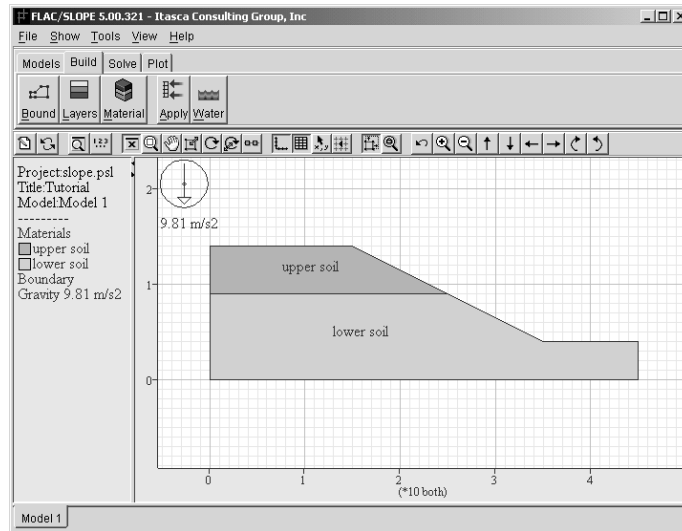 FLAC/SLOPE 5.00.321 - Itasca Consulting Group, Inc
File Show Tools View Help
Models Build Solve Plot
Bound Layers Material Apply Water
Project:slope.psl
Title:Tutorial
Model:Model 1
---------
Materials
upper soil
lower soil
Boundary
Gravity 9.81 m/s2
9.81 m/s2
2
1
0
upper soil
lower soil
0 1 2 3 4
(*10 both)
Model 1